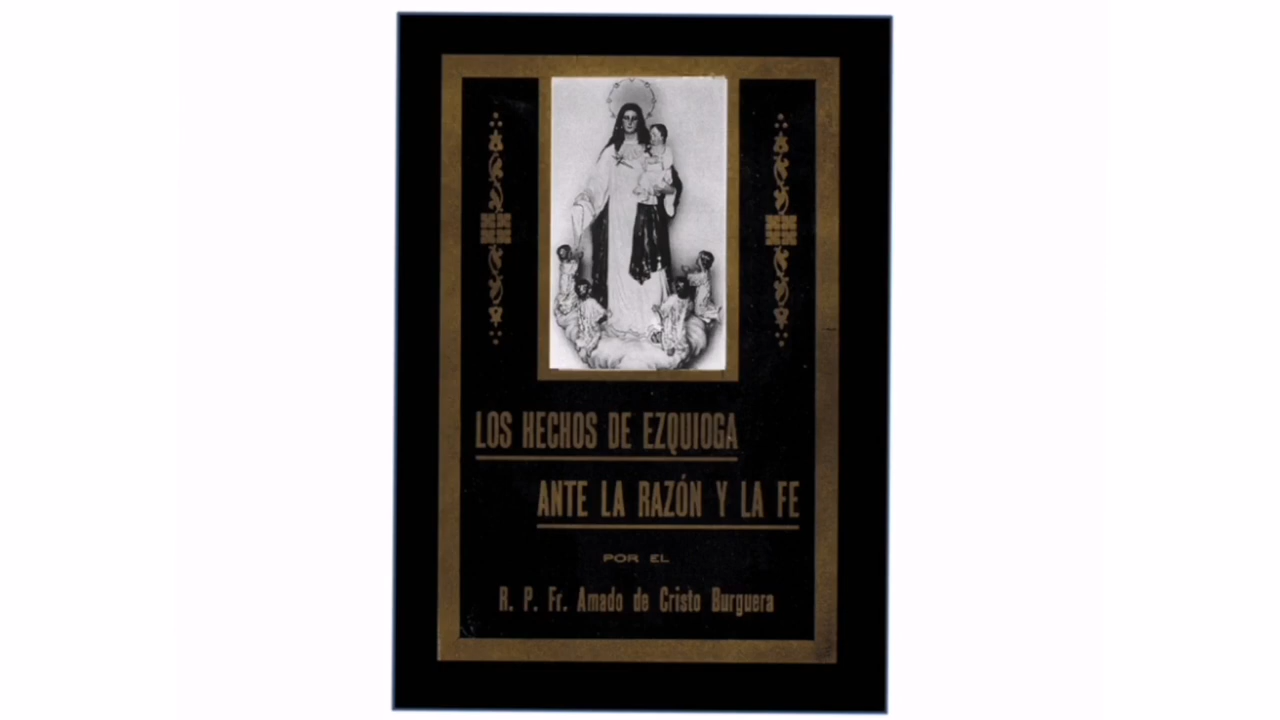 LOS HECHOS DE EZQUIOGA
ANTE LA RAZÓN Y LA FE
POR EL
R. P. Fr. Amado de Cristo Burguera